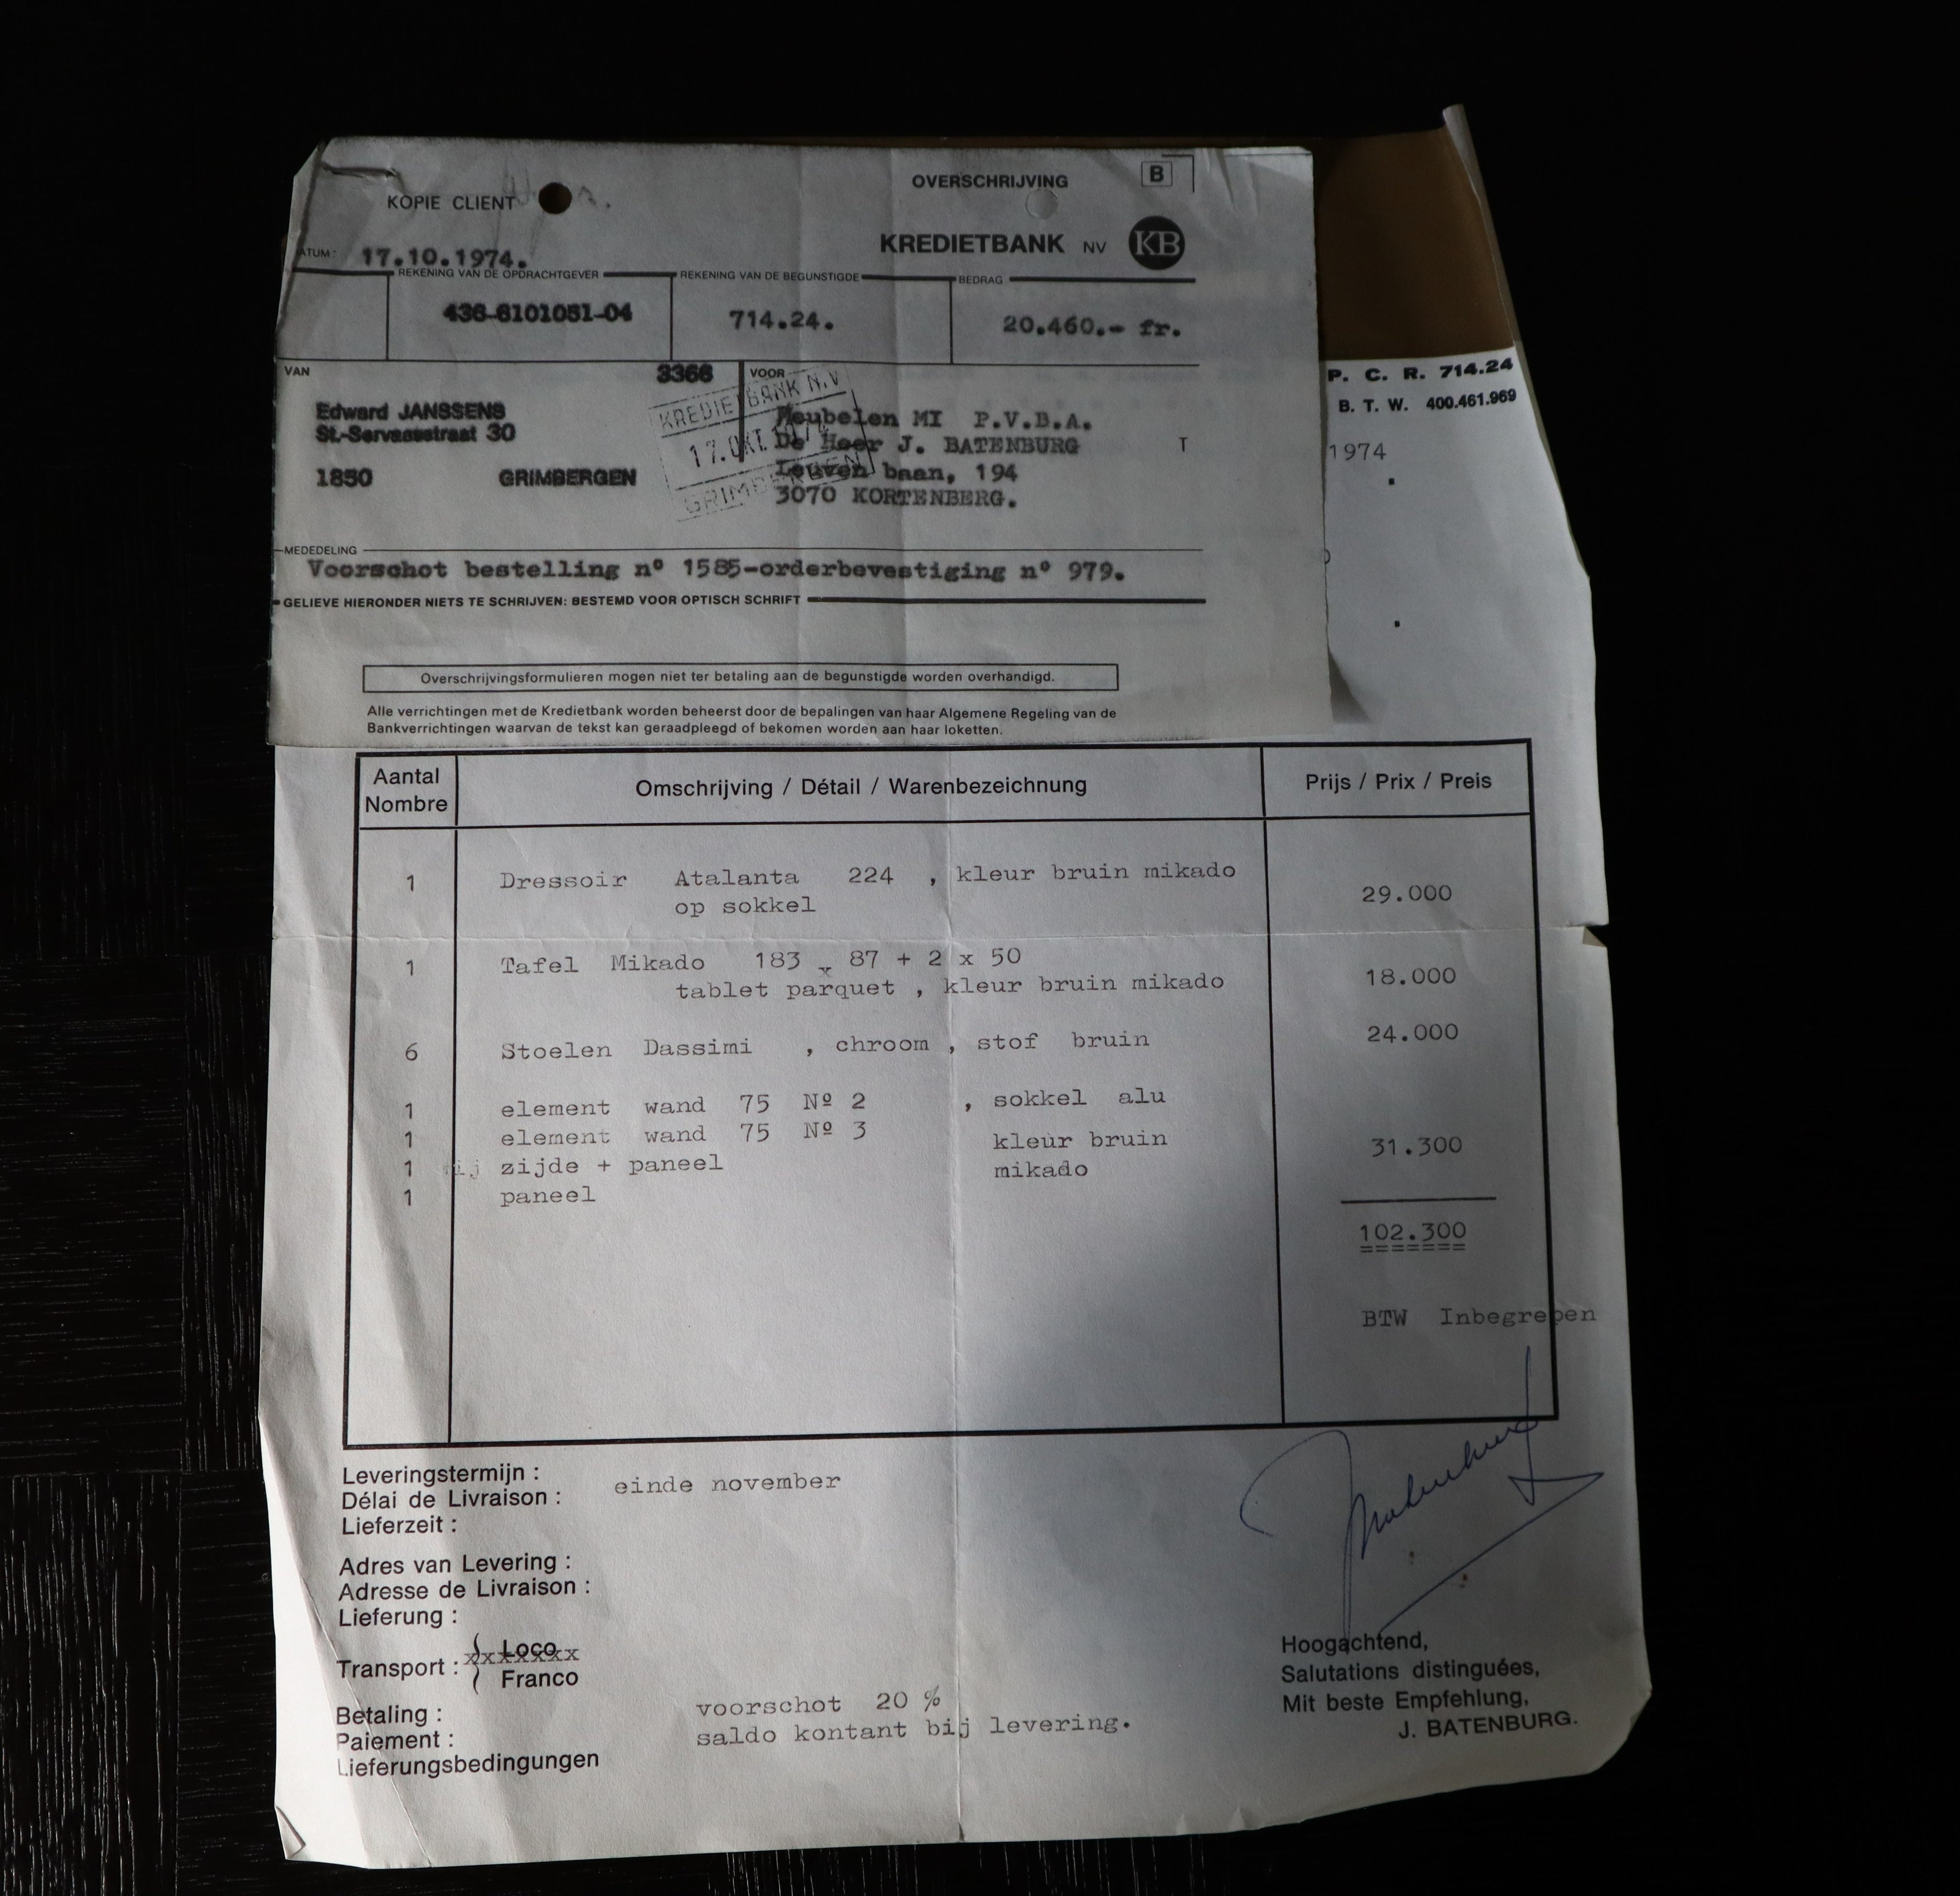 KOPIE CLIENT
OVERSCHRIJVING
B
KREDIETBANK NV KB
ATUM: 17.10.1974.
REKENING VAN DE OPDRACHTGEVER
REKENING VAN DE BEGUNSTIGDE
BEDRAG
436-6101051-04
714.24.
20.460.- fr.
VAN
3366
VOOR
Edward JANSSENS
St.-Servaasstraat 30
1850 GRIMBERGEN
KREDIETBANK N.V
17.OKT.
GRIMBERGEN
Meubelen MI P.V.B.A.
De Heer J. BATENBURG T
Leuven baan, 194
3070 KORTENBERG.
MEDEDELING
Voorschot bestelling nº 1585-orderbevestiging nº 979.
GELIEVE HIERONDER NIETS TE SCHRIJVEN: BESTEMD VOOR OPTISCH SCHRIFT
Overschrijvingsformulieren mogen niet ter betaling aan de begunstigde worden overhandigd.
Alle verrichtingen met de Kredietbank worden beheerst door de bepalingen van haar Algemene Regeling van de
Bankverrichtingen waarvan de tekst kan geraadpleegd of bekomen worden aan haar loketten.
P. C. R. 714.24
B. T. W. 400.461.969
1974
Aantal
Nombre
Omschrijving / Détail / Warenbezeichnung
Prijs / Prix / Preis
1 Dressoir Atalanta 224 , kleur bruin mikado
op sokkel
29.000
1 Tafel Mikado 183 x 87 + 2 x 50
tablet parquet , kleur bruin mikado
18.000
6 Stoelen Dassimi , chroom , stof bruin
24.000
1 element wand 75 Nº 2 , sokkel alu
1 element wand 75 Nº 3 kleur bruin
1 zijde + paneel mikado
31.300
1 paneel
102.300
=======
BTW Inbegrepen
Leveringstermijn :
Délai de Livraison : einde november
Lieferzeit :
Adres van Levering :
Adresse de Livraison :
Lieferung :
Transport : Loco
xxxxxxx
Franco
Betaling : voorschot 20 %
Paiement : saldo kontant bij levering.
Lieferungsbedingungen
Hoogachtend,
Salutations distinguées,
Mit beste Empfehlung,
J. BATENBURG.